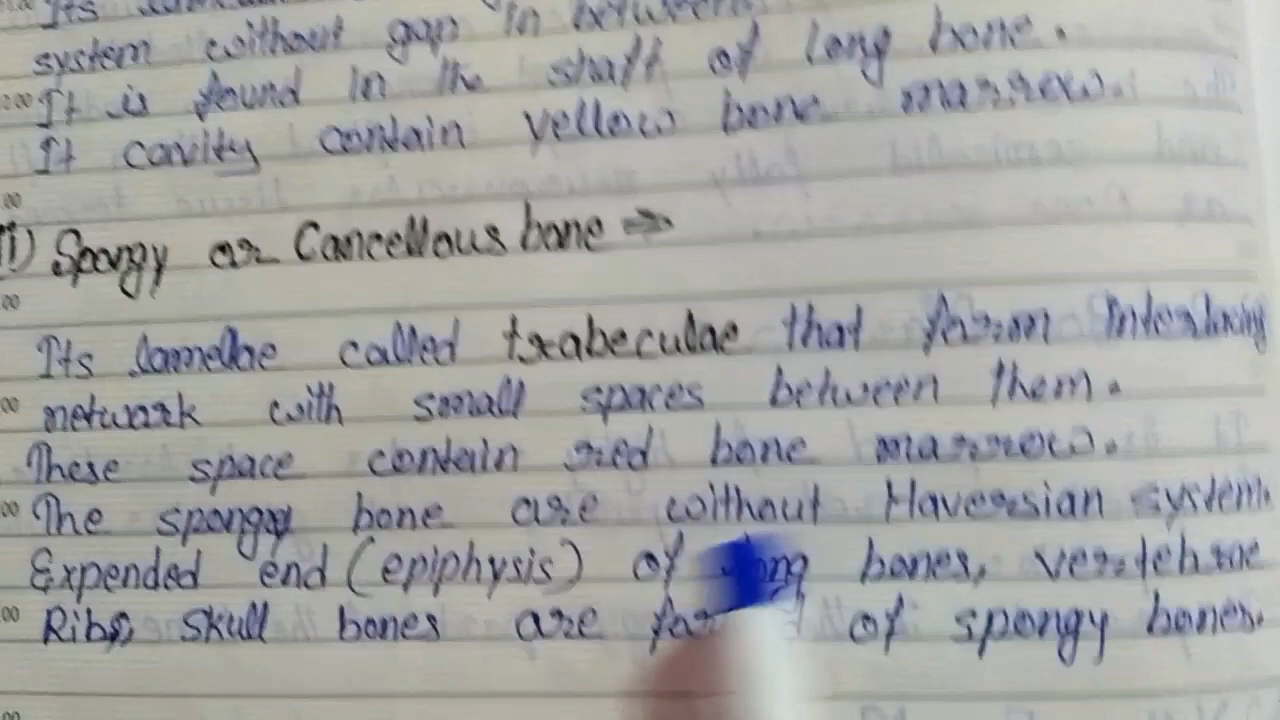 Its
system without gap in between
It is found in the shaft of long bone.
It cavity contain yellow bone marrow.
i) Spongy or Cancellous bone ⇒
Its lamellae called trabeculae that form interlacing
network with small spaces between them.
These space contain red bone marrow.
The spongy bone are without Haversian system.
Expended end (epiphysis) of long bones, vertebrae
Ribs, skull bones are of spongy bones.